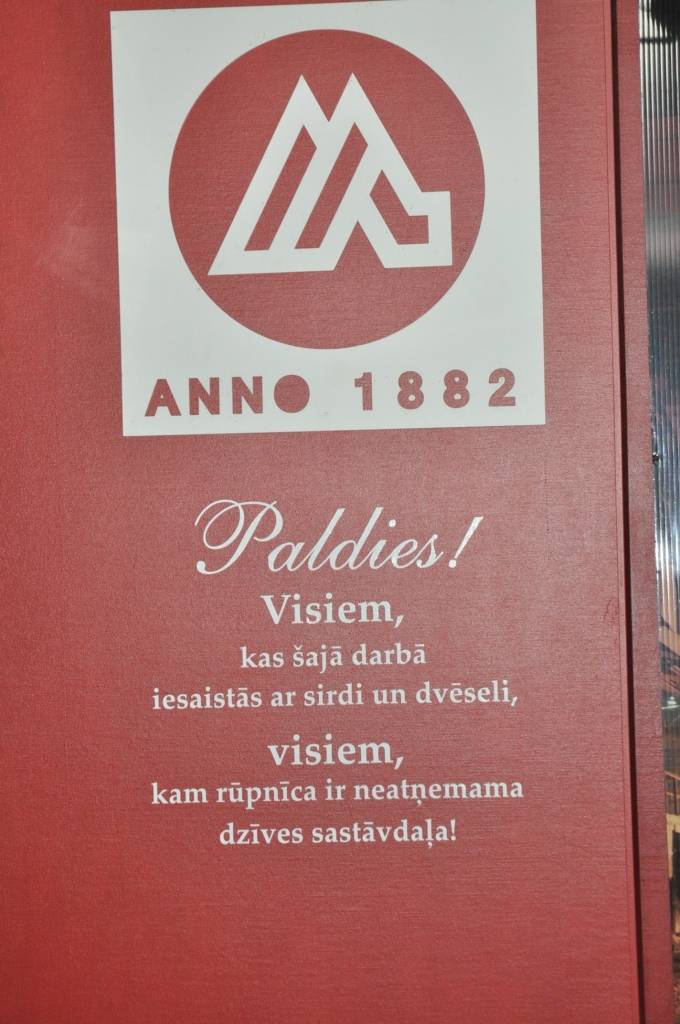 ANNO 1882
Paldies!
Visiem,
kas šajā darbā
iesaistās ar sirdi un dvēseli,
visiem,
kam rūpnīca ir neatņemama
dzīves sastāvdaļa!